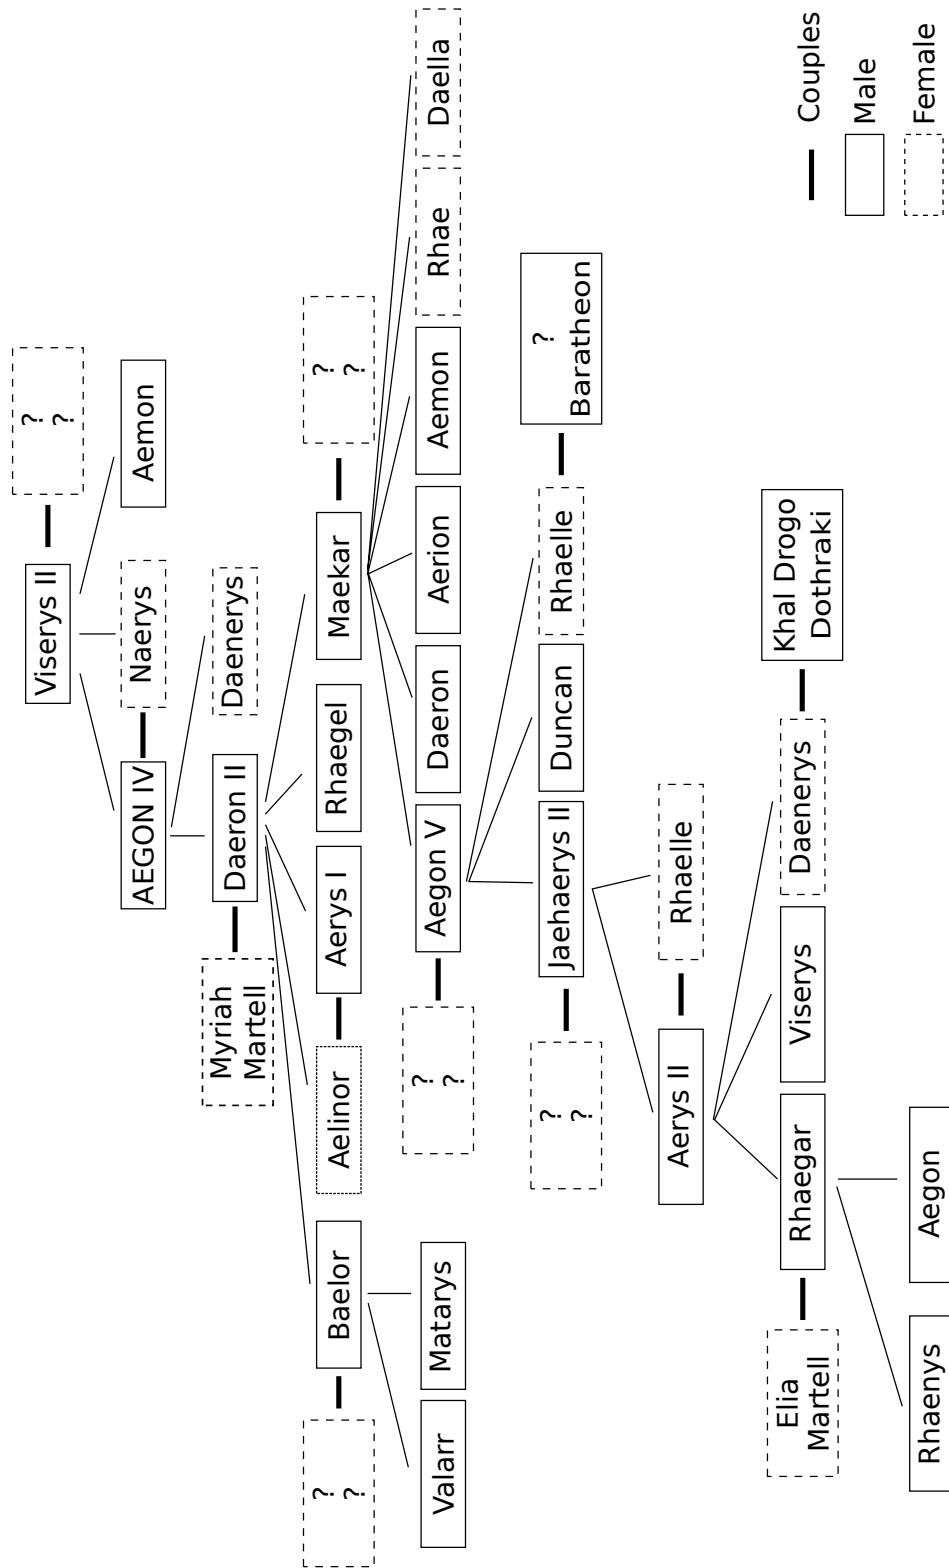 Viserys II
?
?
AEGON IV
Naerys
Aemon
Myriah
Martell
Daeron II
Daenerys
?
?
Baelor
Aelinor
Aerys I
Rhaegel
Maekar
?
?
Valarr
Matarys
?
?
Aegon V
Daeron
Aerion
Aemon
Rhae
Daella
?
?
Jaehaerys II
Duncan
Rhaelle
?
Baratheon
Aerys II
Rhaelle
Elia
Martell
Rhaegar
Viserys
Daenerys
Khal Drogo
Dothraki
Rhaenys
Aegon
Couples
Male
Female